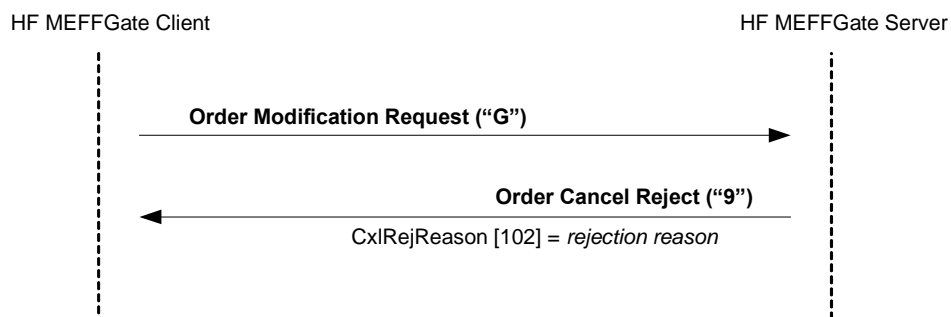 HF MEFFGate Client
HF MEFFGate Server
Order Modification Request (“G”)
Order Cancel Reject (“9”)
CxlRejReason [102] = rejection reason